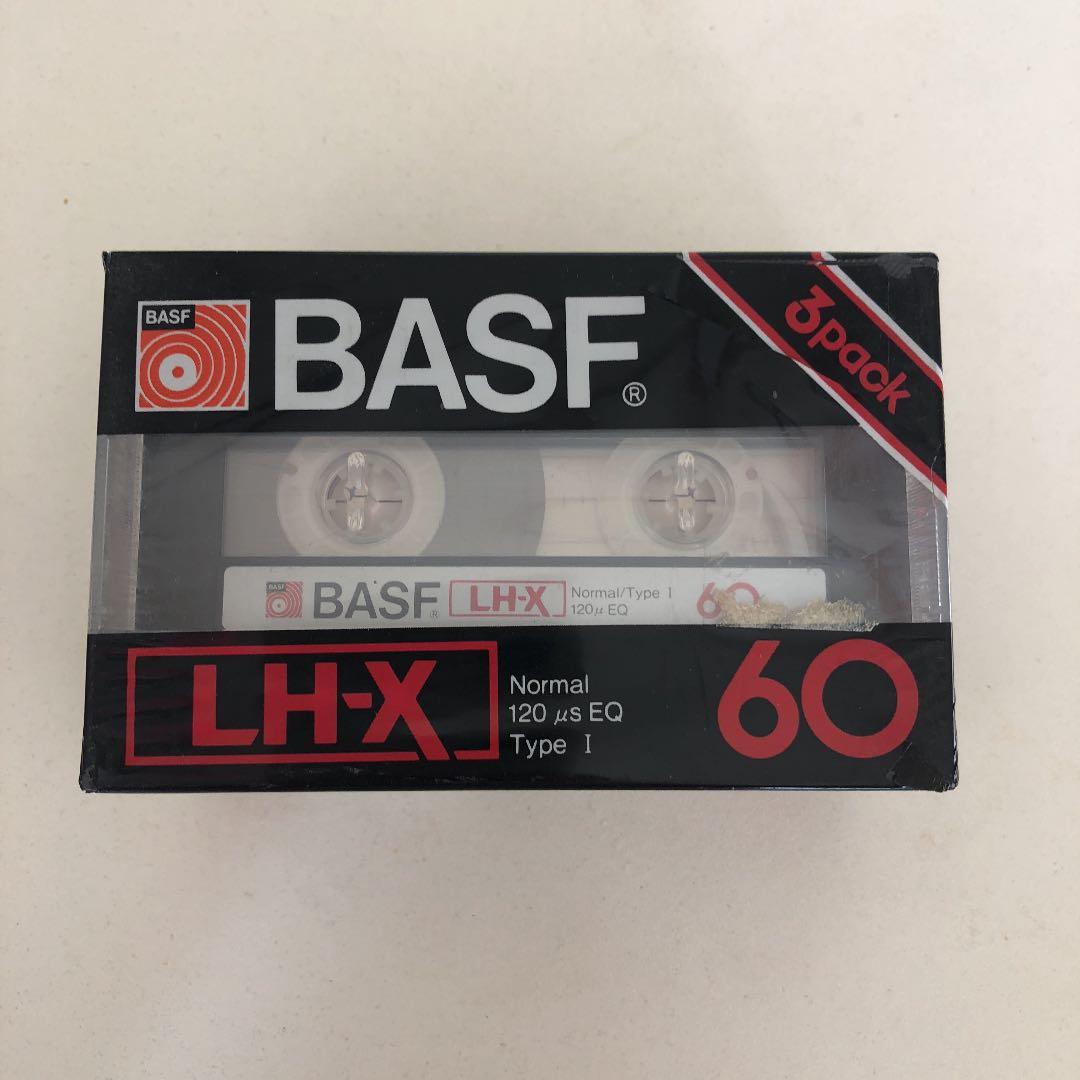 BASF
BASF®
3pack
BASF
BASF® LH-X Normal/Type I
120μ EQ
60
LH-X
Normal
120 μs EQ
Type I
60